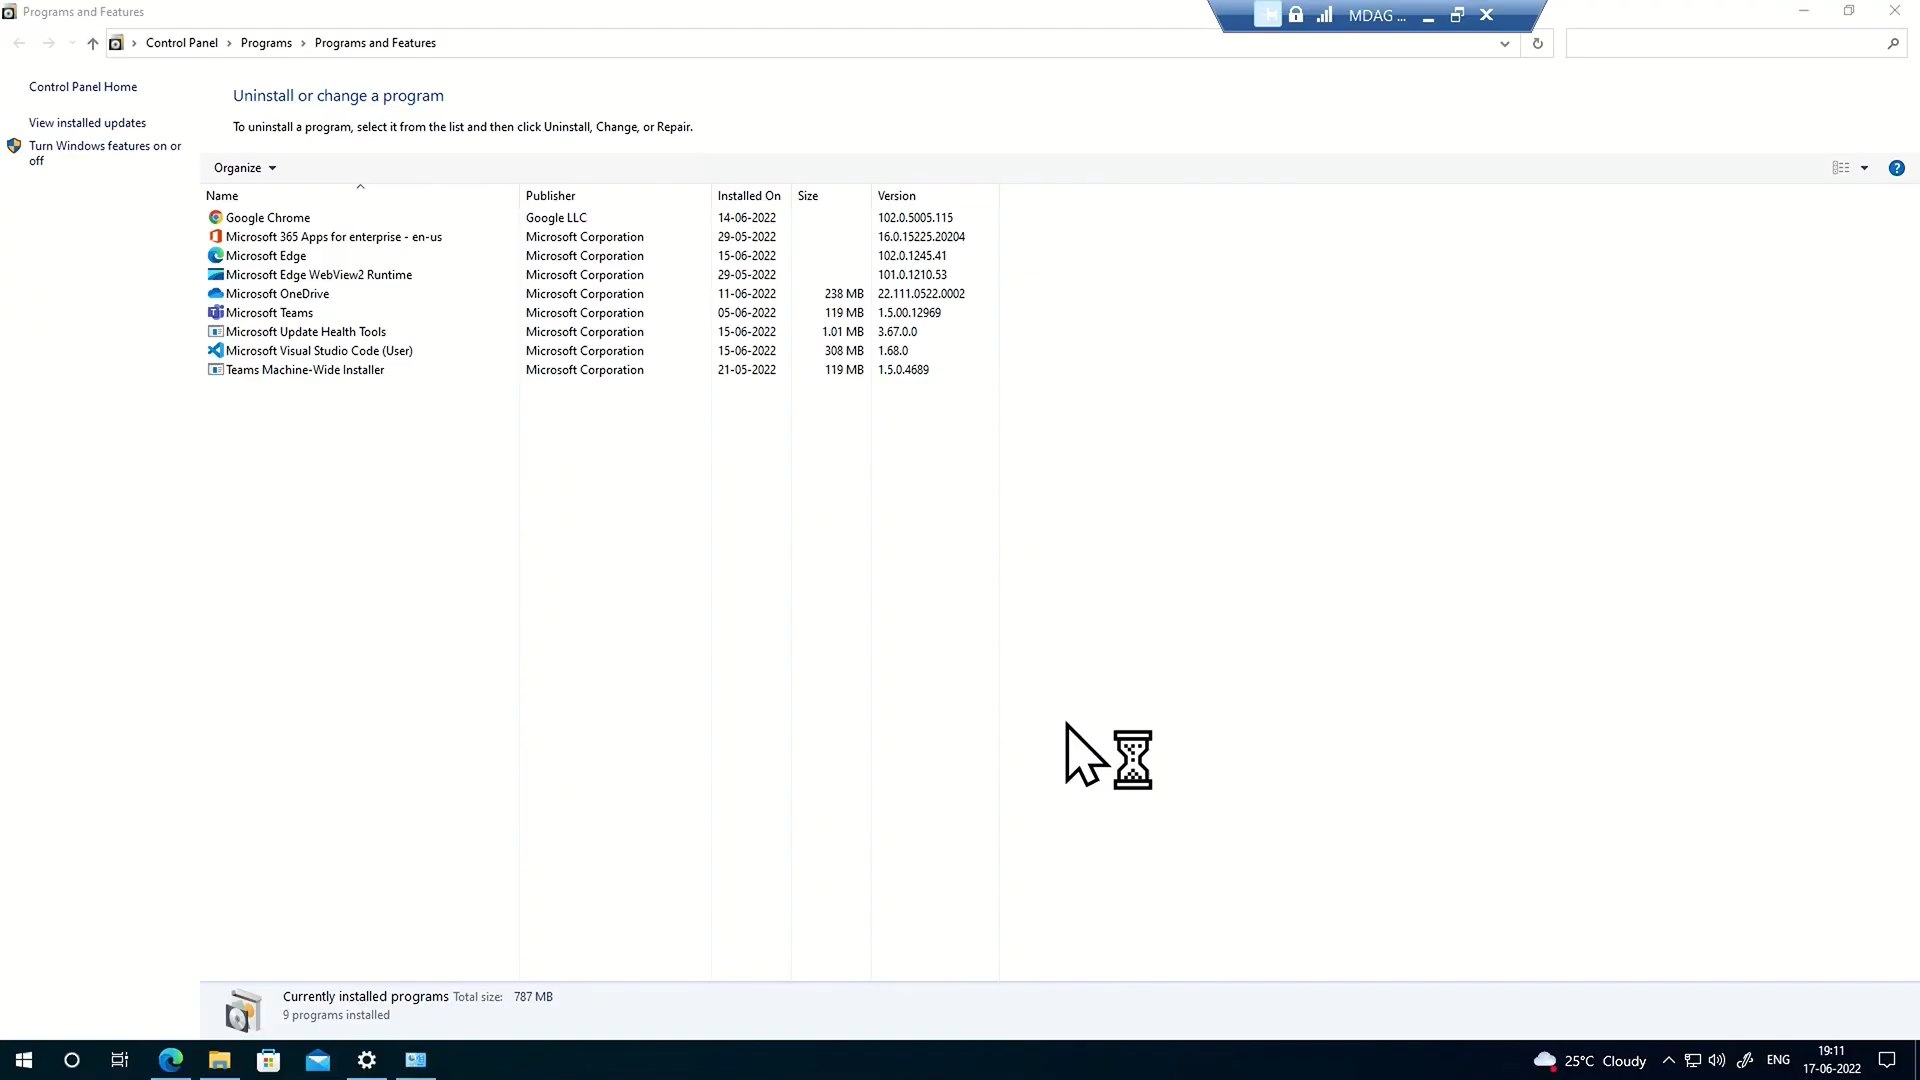 Programs and Features
MDAG ...
Control Panel > Programs > Programs and Features
Control Panel Home
View installed updates
Turn Windows features on or
off
Uninstall or change a program
To uninstall a program, select it from the list and then click Uninstall, Change, or Repair.
Organize
Name Publisher Installed On Size Version
Google Chrome Google LLC 14-06-2022 102.0.5005.115
Microsoft 365 Apps for enterprise - en-us Microsoft Corporation 29-05-2022 16.0.15225.20204
Microsoft Edge Microsoft Corporation 15-06-2022 102.0.1245.41
Microsoft Edge WebView2 Runtime Microsoft Corporation 29-05-2022 101.0.1210.53
Microsoft OneDrive Microsoft Corporation 11-06-2022 238 MB 22.111.0522.0002
Microsoft Teams Microsoft Corporation 05-06-2022 119 MB 1.5.00.12969
Microsoft Update Health Tools Microsoft Corporation 15-06-2022 1.01 MB 3.67.0.0
Microsoft Visual Studio Code (User) Microsoft Corporation 15-06-2022 308 MB 1.68.0
Teams Machine-Wide Installer Microsoft Corporation 21-05-2022 119 MB 1.5.0.4689
Currently installed programs Total size: 787 MB
9 programs installed
25°C Cloudy ENG 19:11
17-06-2022